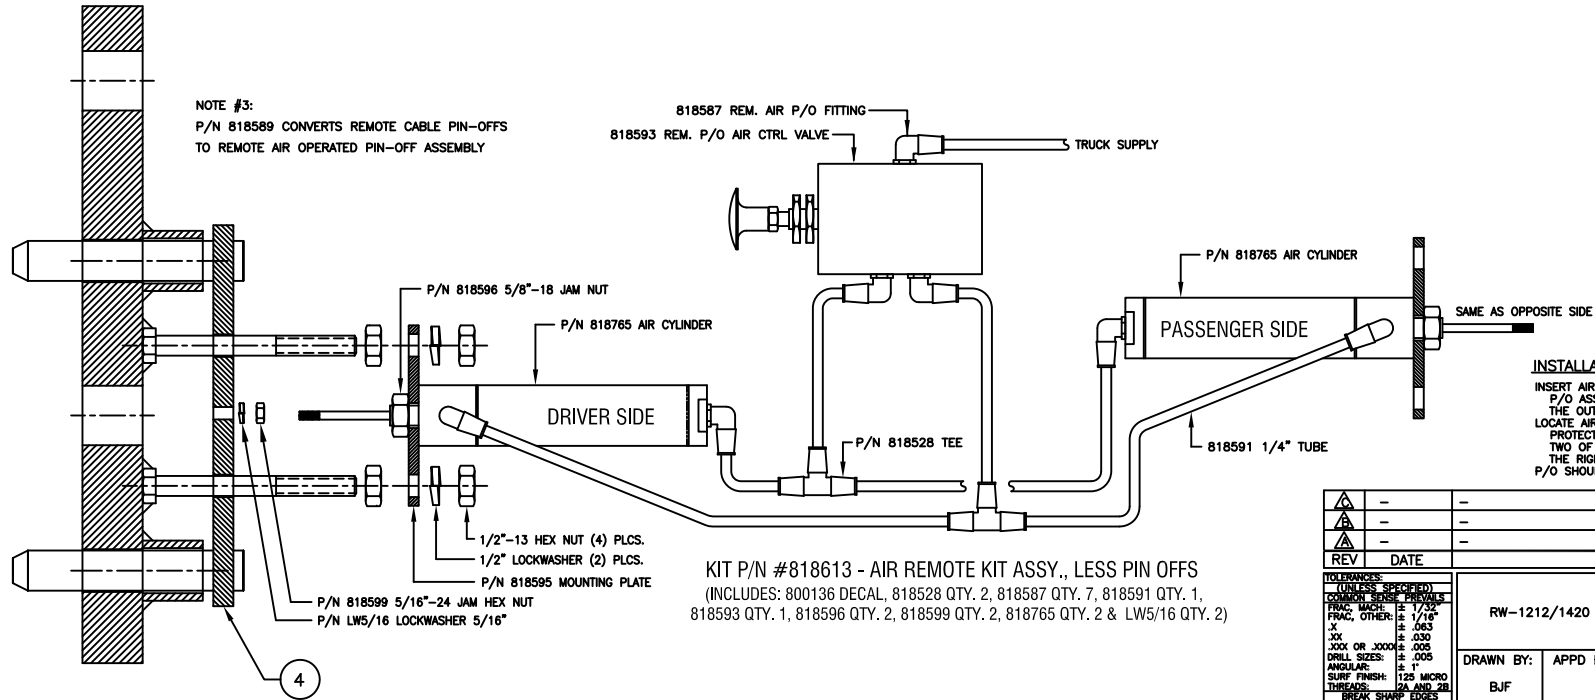 NOTE #3:
P/N 818589 CONVERTS REMOTE CABLE PIN-OFFS
TO REMOTE AIR OPERATED PIN-OFF ASSEMBLY
818587 REM. AIR P/O FITTING
818593 REM. P/O AIR CTRL VALVE
TRUCK SUPPLY
P/N 818596 5/8"-18 JAM NUT
P/N 818765 AIR CYLINDER
DRIVER SIDE
P/N 818765 AIR CYLINDER
PASSENGER SIDE
SAME AS OPPOSITE SIDE
P/N 818528 TEE
818591 1/4" TUBE
1/2"-13 HEX NUT (4) PLCS.
1/2" LOCKWASHER (2) PLCS.
P/N 818595 MOUNTING PLATE
P/N 818599 5/16"-24 JAM HEX NUT
P/N LW5/16 LOCKWASHER 5/16"
4
KIT P/N #818613 - AIR REMOTE KIT ASSY., LESS PIN OFFS
(INCLUDES: 800136 DECAL, 818528 QTY. 2, 818587 QTY. 7, 818591 QTY. 1,
818593 QTY. 1, 818596 QTY. 2, 818599 QTY. 2, 818765 QTY. 2 & LW5/16 QTY. 2)
INSERT AIR
P/O
THE
LOCATE AIR
TWO OF
THE
P/O
C - -
B - -
A - -
REV DATE
TOLERANCES:
(UNLESS SPECIFIED)
COMMON SENSE PREVAILS
FRAC. MACH: ± 1/32"
FRAC. OTHER: ± 1/16"
.X ± .063
.XX ± .030
.XXX OR .XXXX ± .005
DRILL SIZES: ± .005
ANGULAR: ± 1°
SURF FINISH: 125 MICRO
THREADS: 2A AND 2B
BREAK SHARP EDGES
RW-1212/1420
DRAWN BY: APPD
BJF